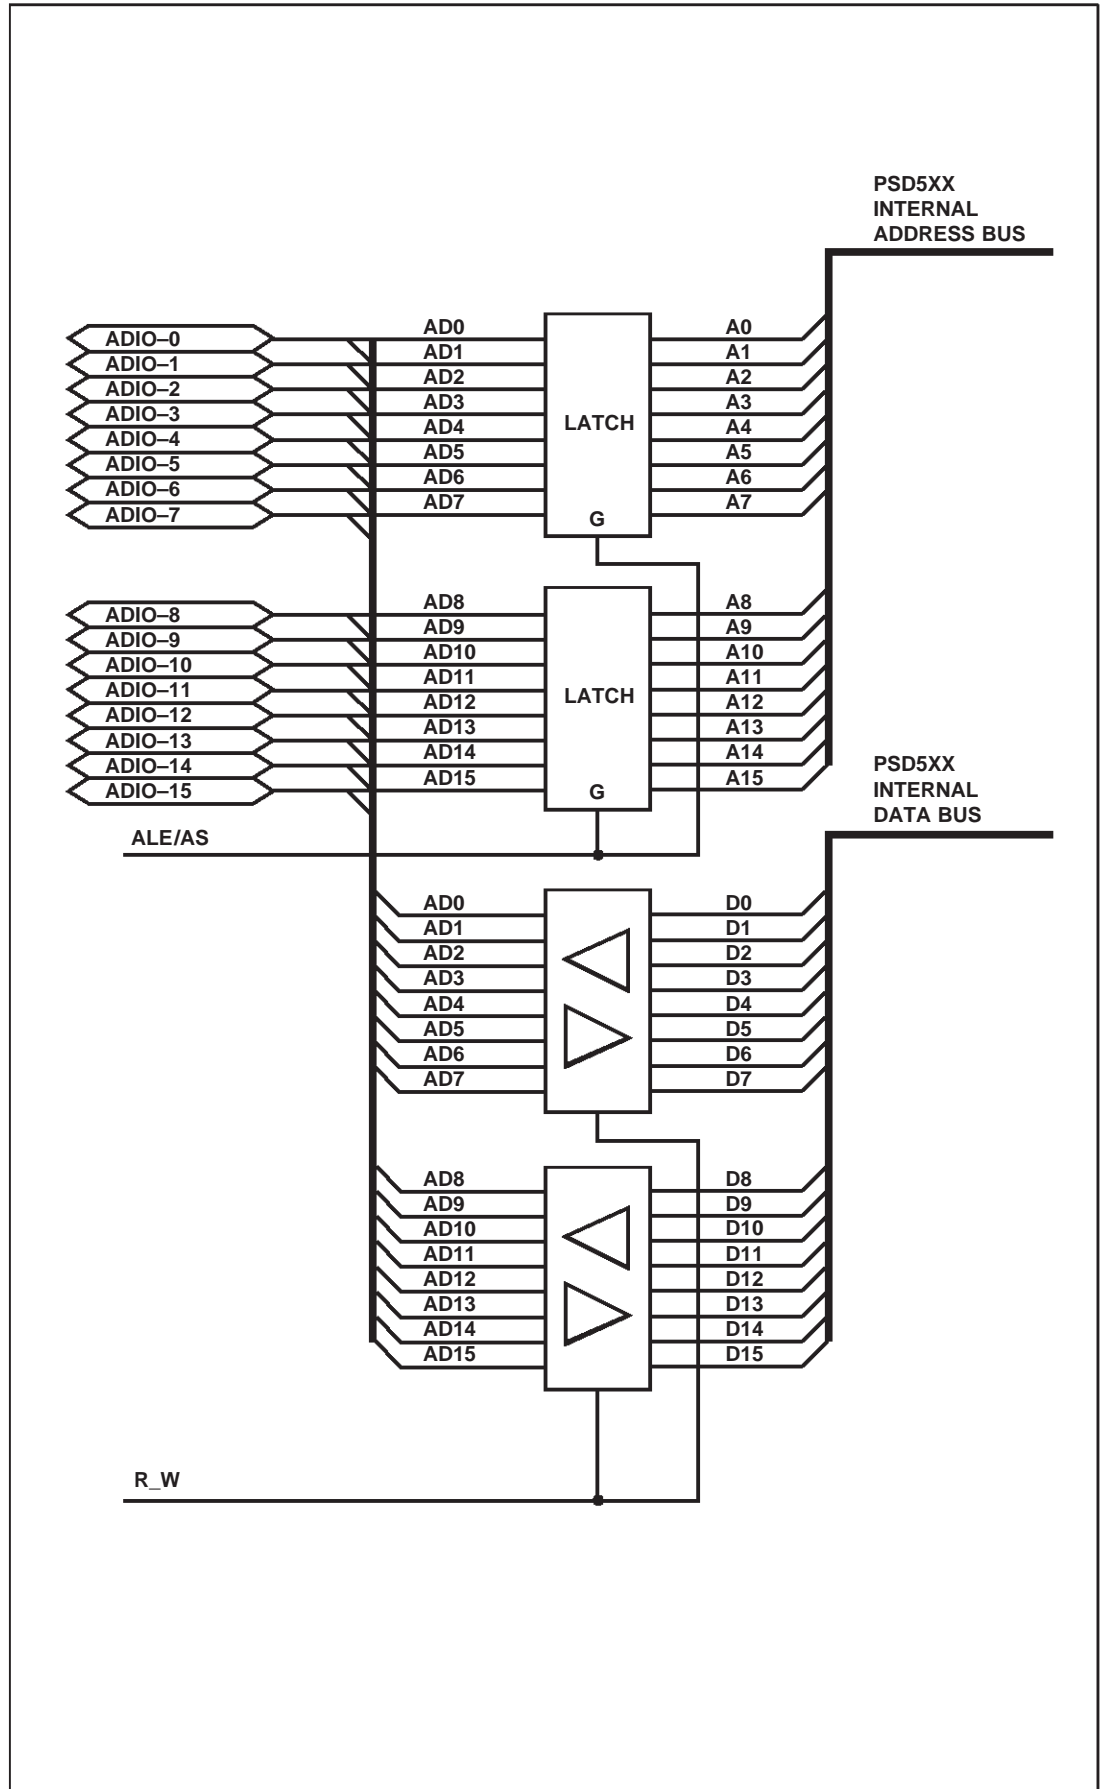 PSD5XX
INTERNAL
ADDRESS BUS
ADIO–0 AD0 A0
ADIO–1 AD1 A1
ADIO–2 AD2 A2
ADIO–3 AD3 A3
LATCH
ADIO–4 AD4 A4
ADIO–5 AD5 A5
ADIO–6 AD6 A6
ADIO–7 AD7 A7
G
ADIO–8 AD8 A8
ADIO–9 AD9 A9
ADIO–10 AD10 A10
ADIO–11 AD11 A11
LATCH
ADIO–12 AD12 A12
ADIO–13 AD13 A13
ADIO–14 AD14 A14
ADIO–15 AD15 A15
G
PSD5XX
INTERNAL
DATA BUS
ALE/AS
AD0 D0
AD1 D1
AD2 D2
AD3 D3
AD4 D4
AD5 D5
AD6 D6
AD7 D7
AD8 D8
AD9 D9
AD10 D10
AD11 D11
AD12 D12
AD13 D13
AD14 D14
AD15 D15
R_W